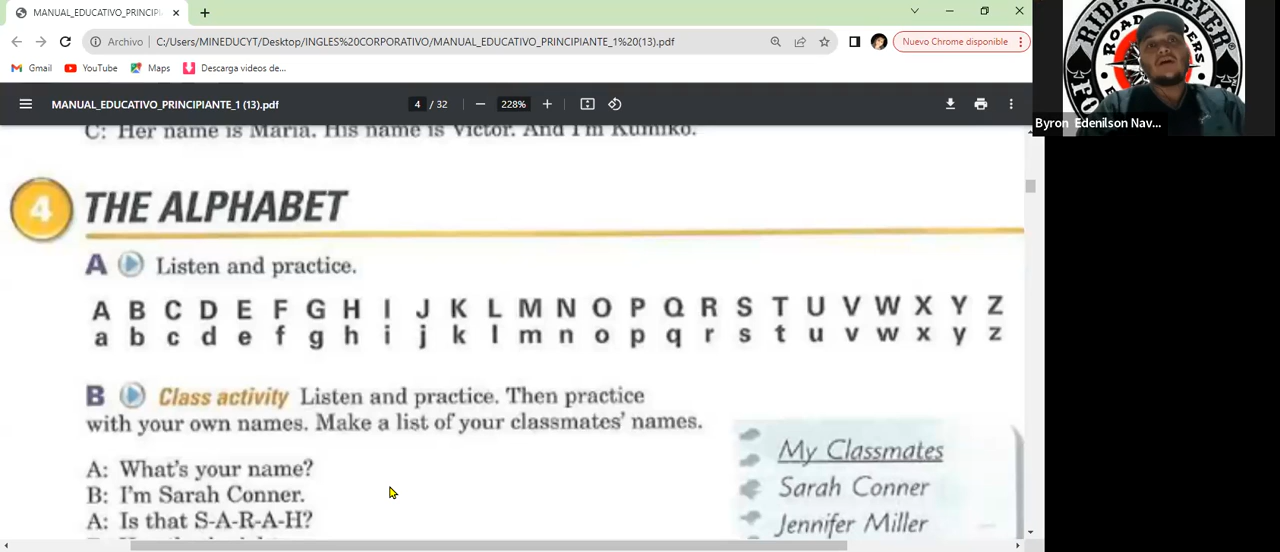 MANUAL_EDUCATIVO_PRINCIPI
Archivo
C:/Users/MINEDUCYT/Desktop/INGLES%20CORPORATIVO/MANUAL_EDUCATIVO_PRINCIPIANTE_1%20(13).pdf
Nuevo Chrome disponible
Gmail
YouTube
Maps
Descarga videos de...
MANUAL_EDUCATIVO_PRINCIPIANTE_1 (13).pdf
4 / 32
228%
C: Her name is Maria. His name is Victor. And I'm Kumiko.
4 THE ALPHABET
A Listen and practice.
A B C D E F G H I J K L M N O P Q R S T U V W X Y Z
a b c d e f g h i j k l m n o p q r s t u v w x y z
B Class activity Listen and practice. Then practice
with your own names. Make a list of your classmates' names.
A: What's your name?
B: I'm Sarah Conner.
A: Is that S-A-R-A-H?
My Classmates
Sarah Conner
Jennifer Miller
RIDE FOREVER
Byron Edenilson Nav...